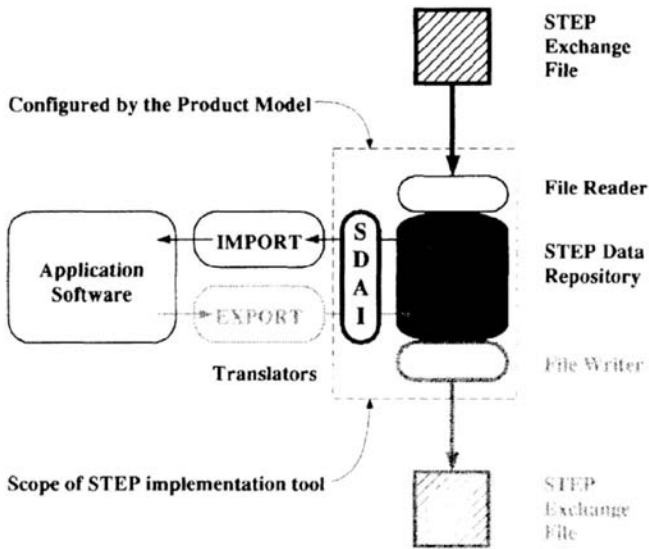 STEP
Exchange
File
Configured by the Product Model
File Reader
IMPORT
SDAI
STEP Data
Repository
Application
Software
EXPORT
File Writer
Translators
Scope of STEP implementation tool
STEP
Exchange
File